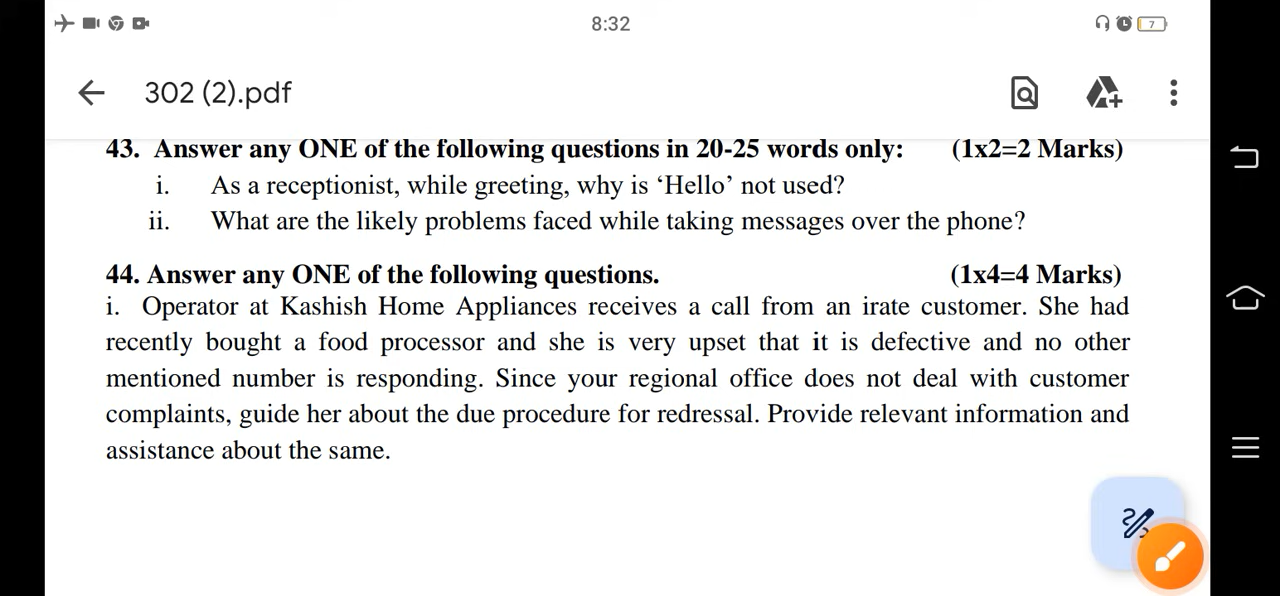 8:32
7
302 (2).pdf
43. Answer any ONE of the following questions in 20-25 words only: (1x2=2 Marks)
i. As a receptionist, while greeting, why is ‘Hello’ not used?
ii. What are the likely problems faced while taking messages over the phone?
44. Answer any ONE of the following questions. (1x4=4 Marks)
i. Operator at Kashish Home Appliances receives a call from an irate customer. She had
recently bought a food processor and she is very upset that it is defective and no other
mentioned number is responding. Since your regional office does not deal with customer
complaints, guide her about the due procedure for redressal. Provide relevant information and
assistance about the same.